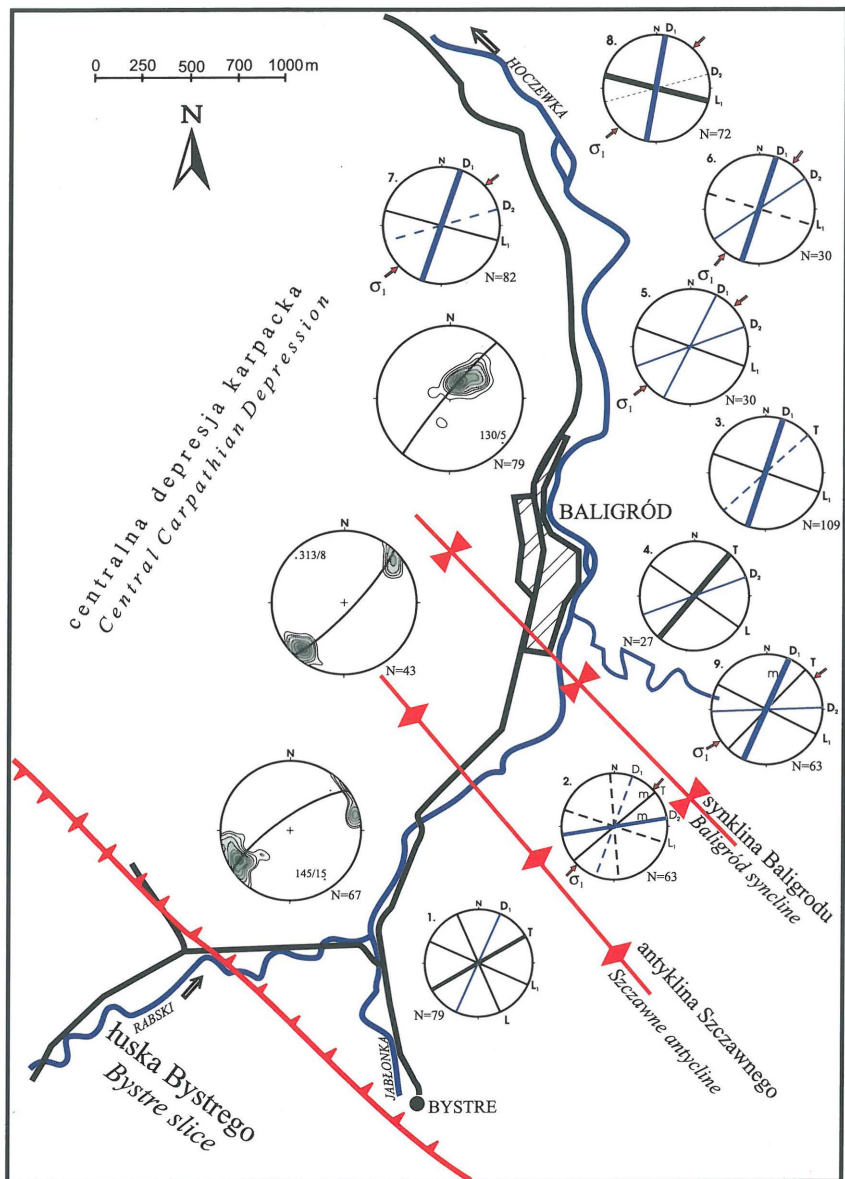 0 250 500 700 1000 m
N
HOCZEWKA
8.
N D₁
D₂
L₁
σ₁
N=72
7.
N D₁
D₂
L₁
σ₁
N=82
6.
N D₁
D₂
L₁
σ₁
N=30
5.
N D₁
D₂
L₁
σ₁
N=30
centralna depresja karpacka
Central Carpathian Depression
N
130/5
N=79
3.
N D₁
T
L₁
N=109
BALIGRÓD
4.
N
T
D₂
L
N=27
N
313/8
N=43
9.
N D₁
T
m
D₂
L₁
σ₁
N=63
2.
N D₁
T
m
m
D₂
L₁
σ₁
N=63
synklina Baligrodu
Baligród syncline
N
145/15
N=67
1.
N D₁
T
L₁
L
N=79
antyklina Szczawnego
Szczawne antycline
RABSKI
JABŁONKA
łuska Bystrego
Bystre slice
BYSTRE